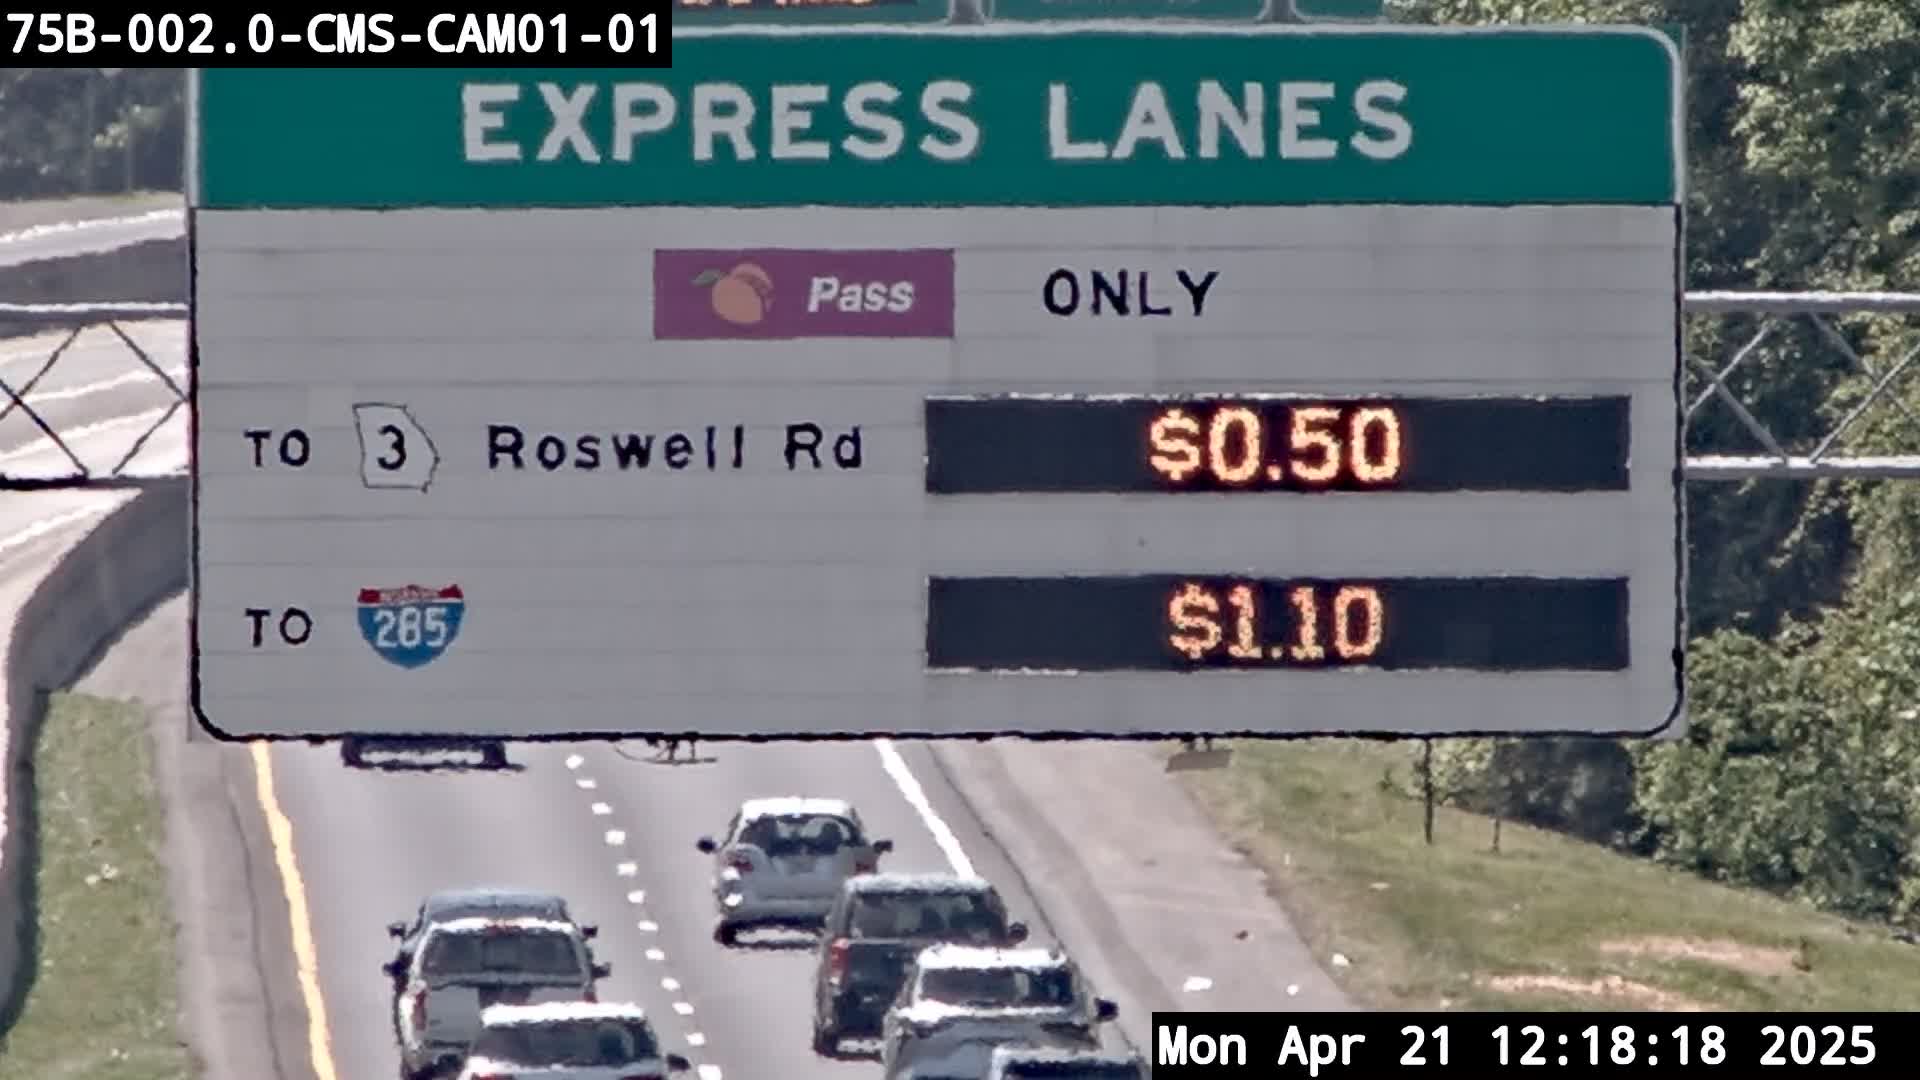 75B-002.0-CMS-CAM01-01
EXPRESS LANES
Pass ONLY
TO 3 Roswell Rd $0.50
TO 285 $1.10
Mon Apr 21 12:18:18 2025